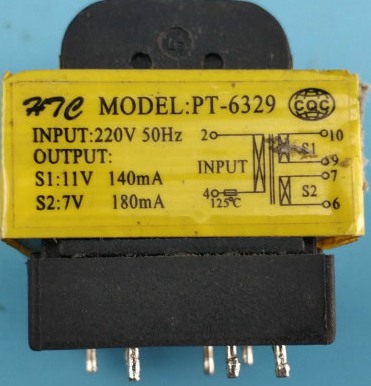 HTC MODEL:PT-6329 CQC
INPUT:220V 50Hz
OUTPUT:
S1:11V 140mA
S2:7V 180mA
INPUT
2
4
125°C
10
S1
9
7
S2
6